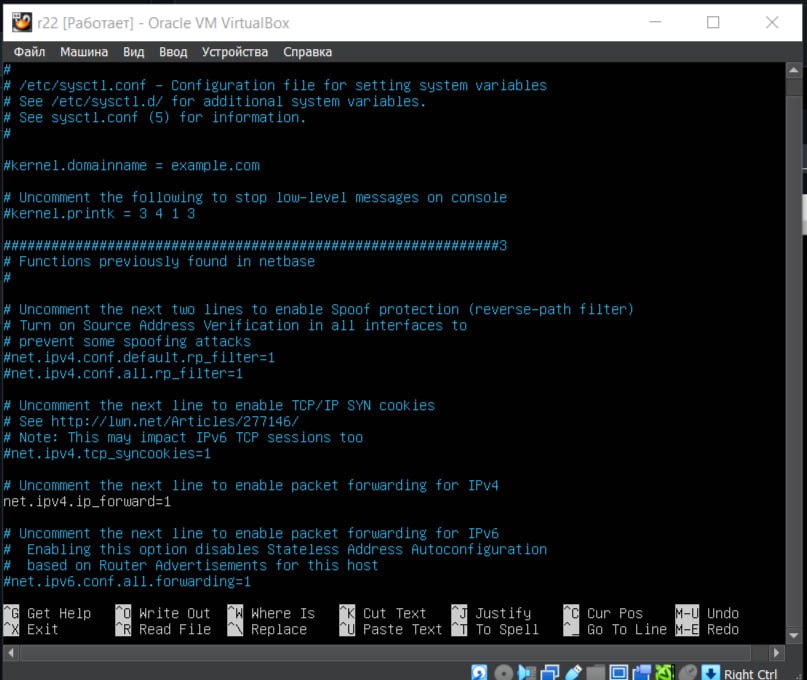 r22 [Работает] - Oracle VM VirtualBox
Файл Машина Вид Ввод Устройства Справка
#
# /etc/sysctl.conf - Configuration file for setting system variables
# See /etc/sysctl.d/ for additional system variables.
# See sysctl.conf (5) for information.
#
#kernel.domainname = example.com
# Uncomment the following to stop low-level messages on console
#kernel.printk = 3 4 1 3
##############################################################3
# Functions previously found in netbase
#
# Uncomment the next two lines to enable Spoof protection (reverse-path filter)
# Turn on Source Address Verification in all interfaces to
# prevent some spoofing attacks
#net.ipv4.conf.default.rp_filter=1
#net.ipv4.conf.all.rp_filter=1
# Uncomment the next line to enable TCP/IP SYN cookies
# See http://lwn.net/Articles/277146/
# Note: This may impact IPv6 TCP sessions too
#net.ipv4.tcp_syncookies=1
# Uncomment the next line to enable packet forwarding for IPv4
net.ipv4.ip_forward=1
# Uncomment the next line to enable packet forwarding for IPv6
#  Enabling this option disables Stateless Address Autoconfiguration
#  based on Router Advertisements for this host
#net.ipv6.conf.all.forwarding=1
^G Get Help ^O Write Out ^W Where Is ^K Cut Text ^J Justify ^C Cur Pos M-U Undo
^X Exit ^R Read File ^\ Replace ^U Paste Text ^T To Spell ^_ Go To Line M-E Redo
Right Ctrl